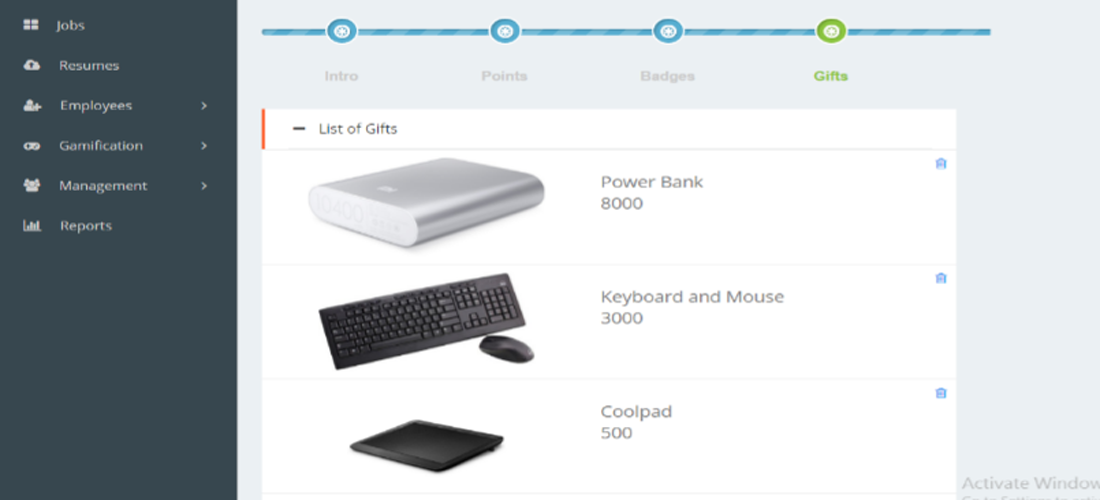 Jobs
Resumes
Employees
Gamification
Management
Reports
Intro
Points
Badges
Gifts
List of Gifts
10400
Power Bank
8000
Keyboard and Mouse
3000
Coolpad
500
Activate Window